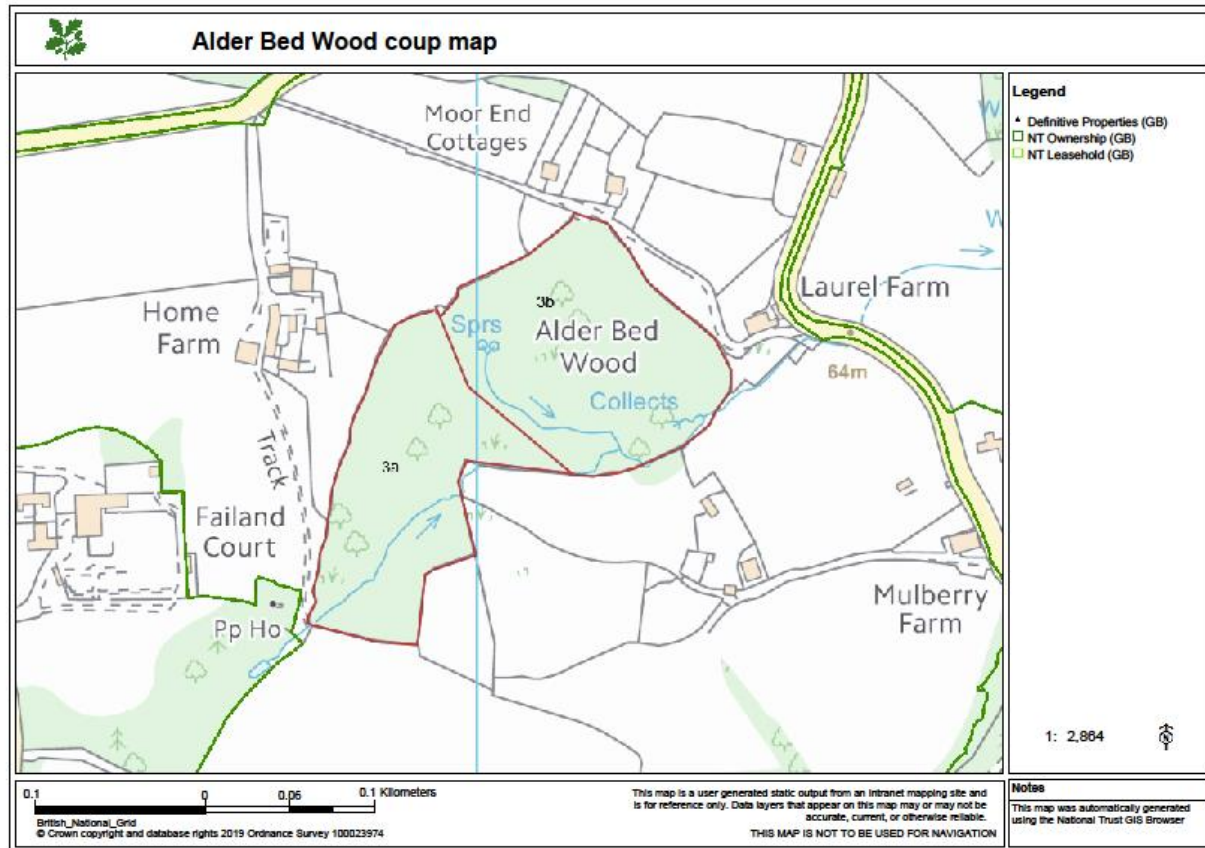 Alder Bed Wood coup map
Moor End
Cottages
Home
Farm
Sprs
3b
Alder Bed
Wood
Collects
Laurel Farm
64m
W
W
3a
Track
Failand
Court
Pp Ho
Mulberry
Farm
Legend
Definitive Properties (GB)
NT Ownership (GB)
NT Leasehold (GB)
1: 2,864
N
0.1 0 0.05 0.1 Kilometers
British_National_Grid
© Crown copyright and database rights 2019 Ordnance Survey 100023974
This map is a user generated static output from an Intranet mapping site and
is for reference only. Data layers that appear on this map may or may not be
accurate, current, or otherwise reliable.
THIS MAP IS NOT TO BE USED FOR NAVIGATION
Notes
This map was automatically generated
using the National Trust GIS Browser